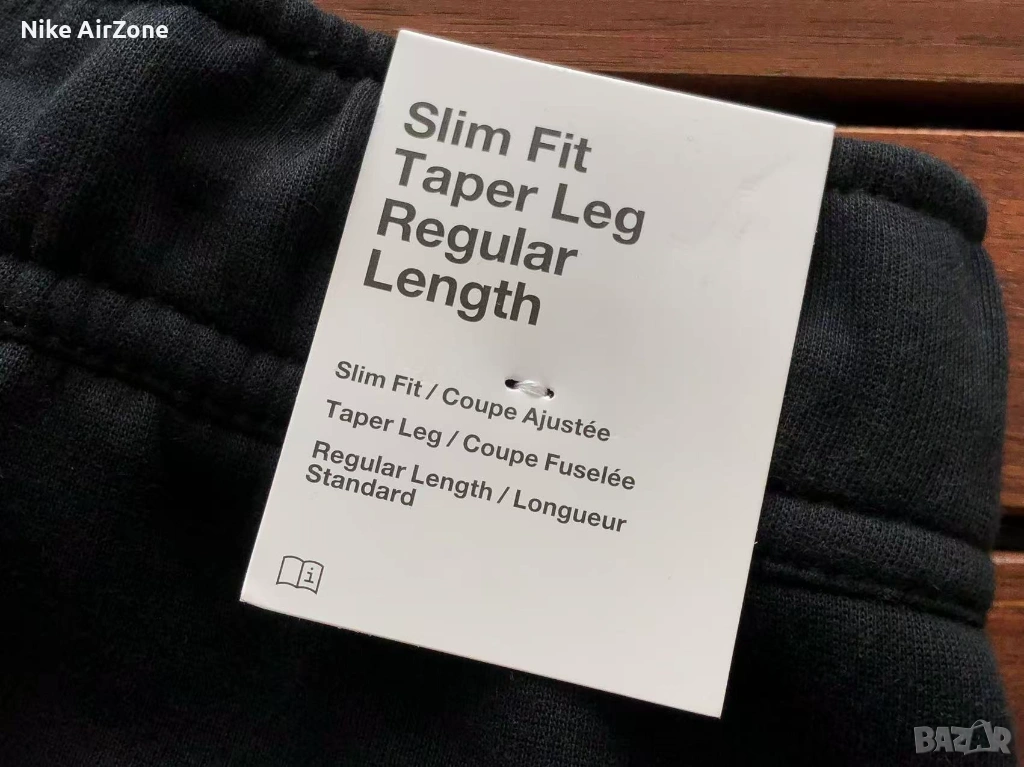 Nike AirZone
Slim Fit
Taper Leg
Regular
Length
Slim Fit / Coupe Ajustée
Taper Leg / Coupe Fuselée
Regular Length / Longueur
Standard
i
BAZAR